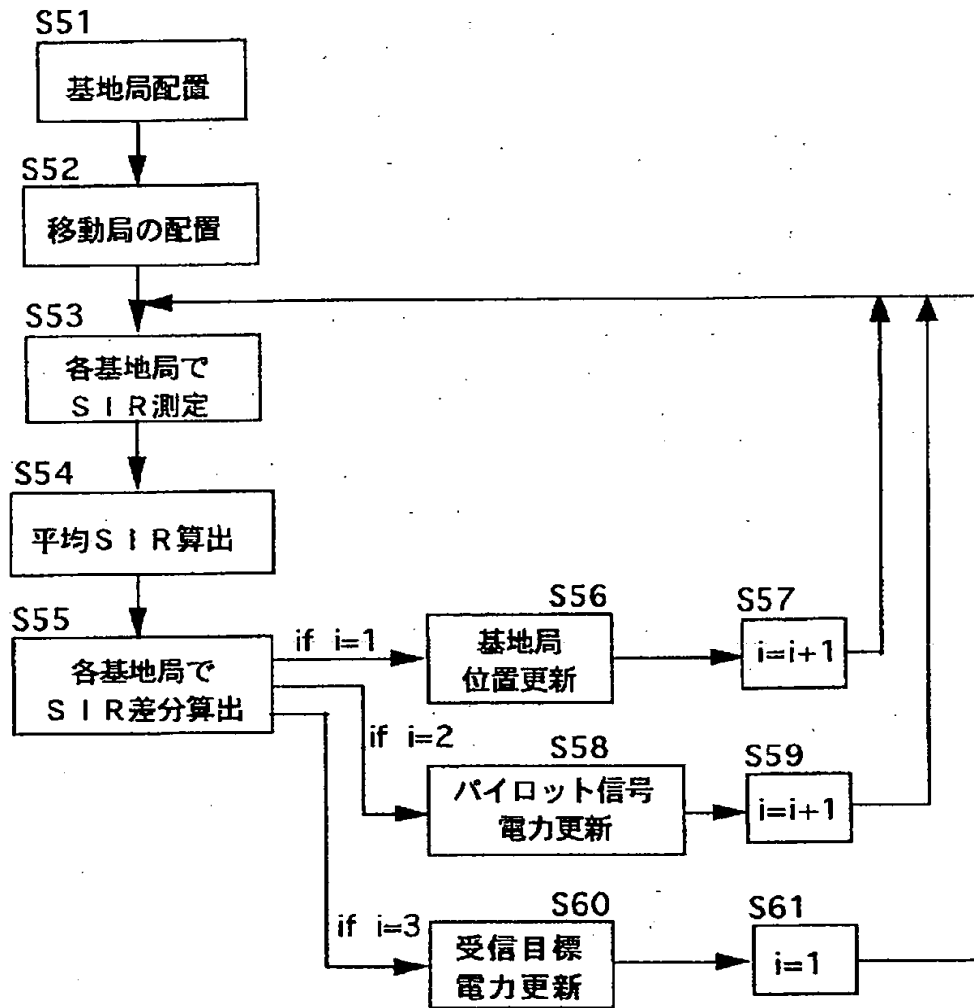 S51
基地局配置
S52
移動局の配置
S53
各基地局で
SIR測定
S54
平均SIR算出
S55
各基地局で
SIR差分算出
if i=1
S56
基地局
位置更新
S57
i=i+1
if i=2
S58
パイロット信号
電力更新
S59
i=i+1
if i=3
S60
受信目標
電力更新
S61
i=1